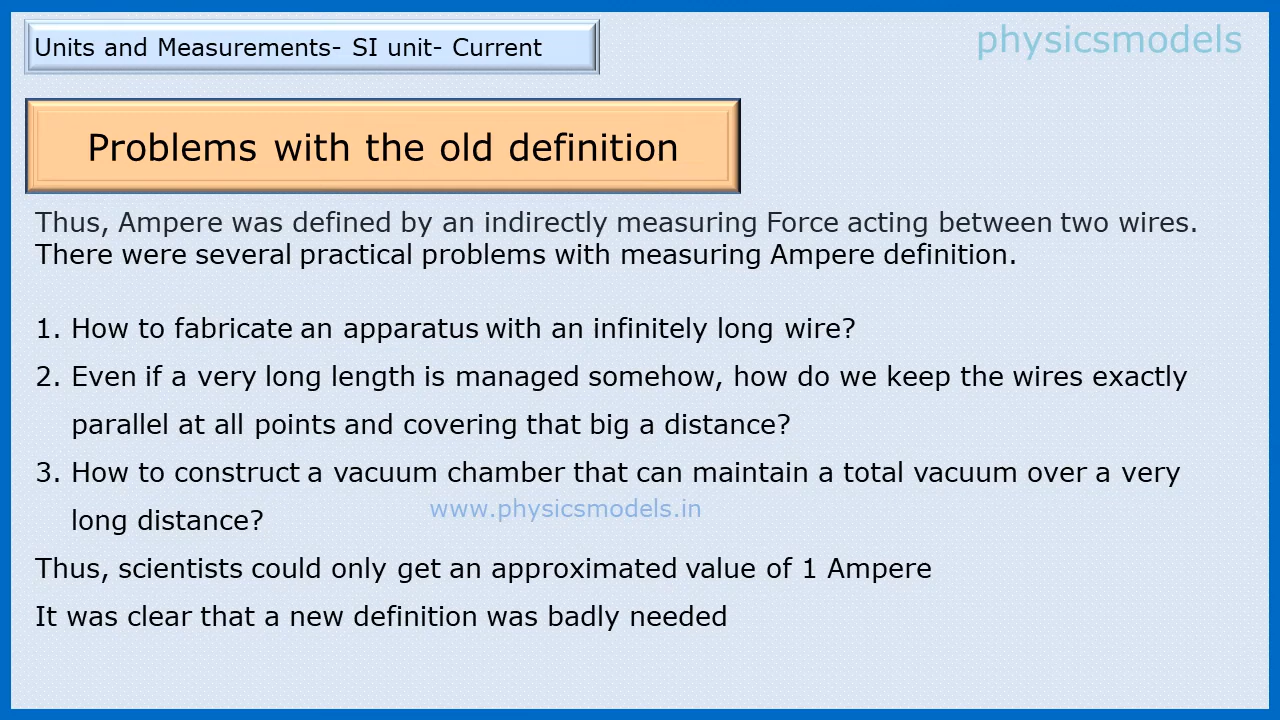 Units and Measurements- SI unit- Current
physicsmodels
Problems with the old definition
Thus, Ampere was defined by an indirectly measuring Force acting between two wires.
There were several practical problems with measuring Ampere definition.
1. How to fabricate an apparatus with an infinitely long wire?
2. Even if a very long length is managed somehow, how do we keep the wires exactly
parallel at all points and covering that big a distance?
3. How to construct a vacuum chamber that can maintain a total vacuum over a very
long distance?
www.physicsmodels.in
Thus, scientists could only get an approximated value of 1 Ampere
It was clear that a new definition was badly needed